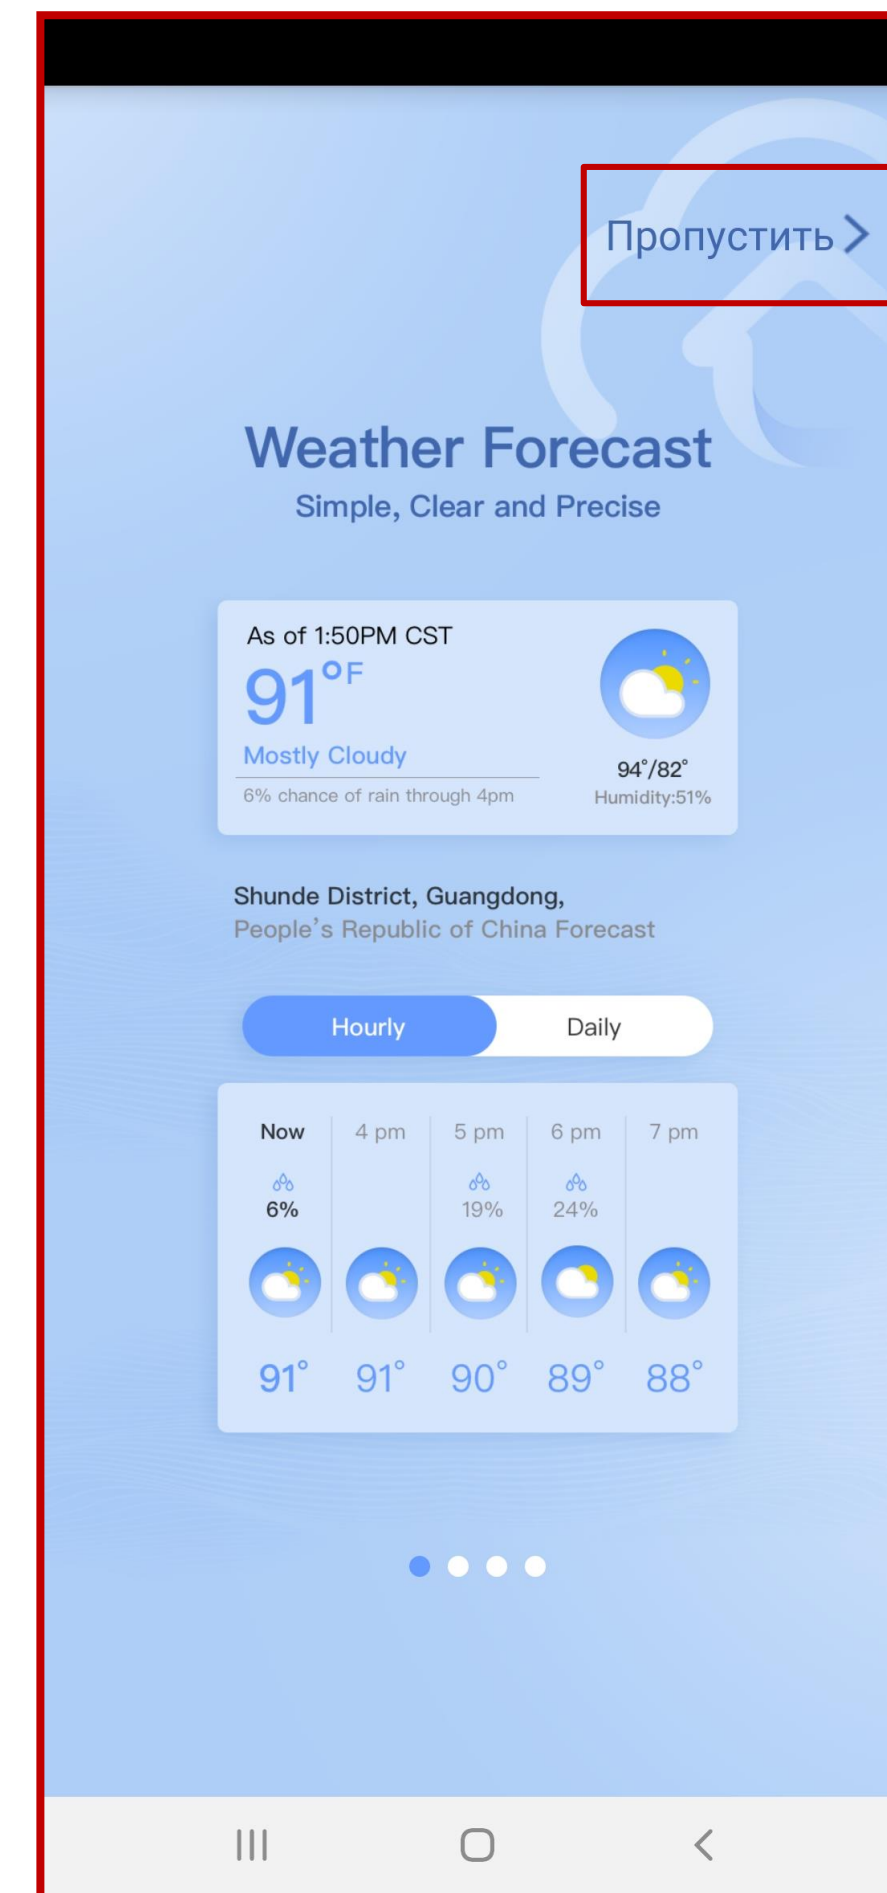 Пропустить
Weather Forecast
Simple, Clear and Precise
As of 1:50PM CST
91°F
Mostly Cloudy
6% chance of rain through 4pm
94°/82°
Humidity:51%
Shunde District, Guangdong,
People's Republic of China Forecast
Hourly Daily
Now 4 pm 5 pm 6 pm 7 pm
6% 19% 24%
91° 91° 90° 89° 88°